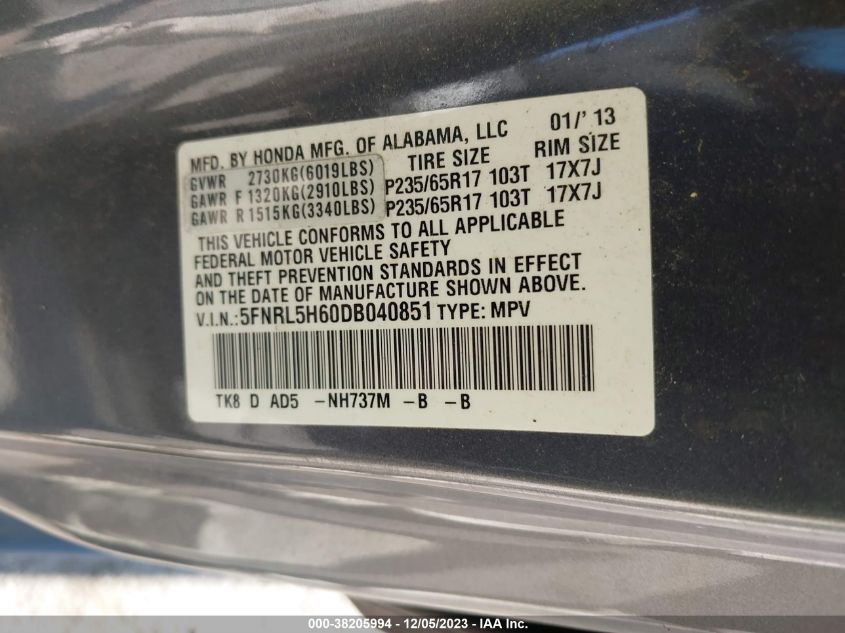 MFD. BY HONDA MFG. OF ALABAMA, LLC 01/'13
GVWR 2730KG(6019LBS) TIRE SIZE RIM SIZE
GAWR F 1320KG(2910LBS) P235/65R17 103T 17X7J
GAWR R 1515KG(3340LBS) P235/65R17 103T 17X7J
THIS VEHICLE CONFORMS TO ALL APPLICABLE
FEDERAL MOTOR VEHICLE SAFETY
AND THEFT PREVENTION STANDARDS IN EFFECT
ON THE DATE OF MANUFACTURE SHOWN ABOVE.
V.I.N.:5FNRL5H60DB040851 TYPE: MPV
TK8 D AD5 -NH737M -B -B
000-38205994 - 12/05/2023 - IAA Inc.